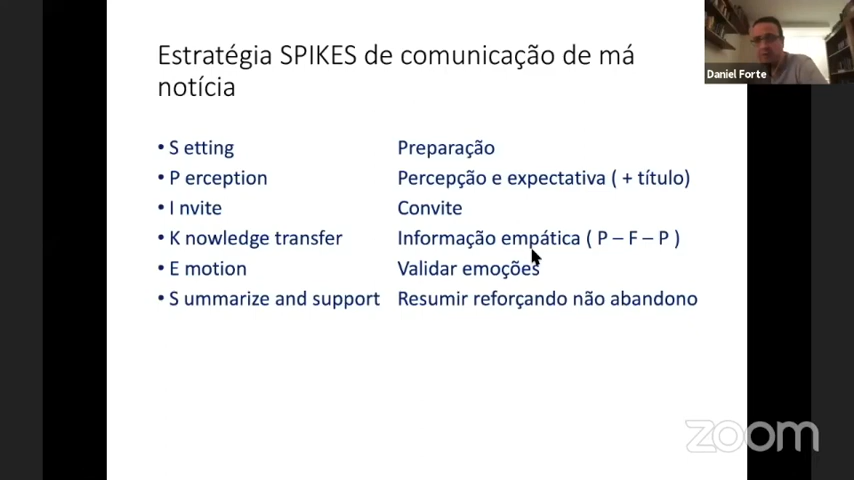 Estratégia SPIKES de comunicação de má
notícia
Daniel Forte
• S etting Preparação
• P erception Percepção e expectativa ( + título)
• I nvite Convite
• K nowledge transfer Informação empática ( P – F – P )
• E motion Validar emoções
• S ummarize and support Resumir reforçando não abandono
zoom